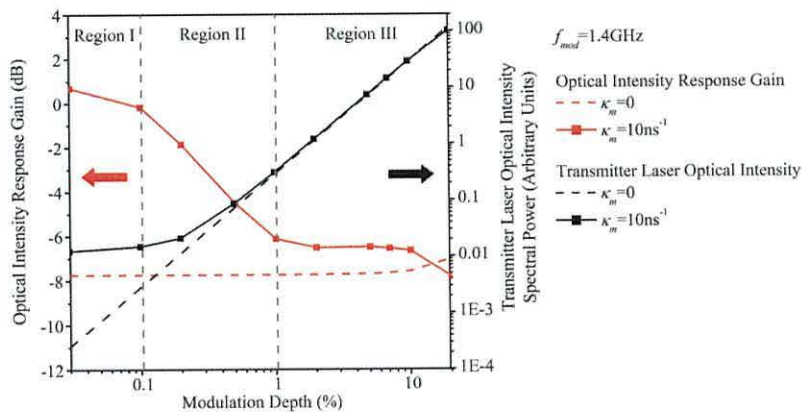 Region I
Region II
Region III
4
2
0
-2
-4
-6
-8
-10
-12
Optical Intensity Response Gain (dB)
100
10
1
0.1
0.01
1E-3
1E-4
Transmitter Laser Optical Intensity
Spectral Power (Arbitrary Units)
0.1
1
10
Modulation Depth (%)
f_mod=1.4GHz
Optical Intensity Response Gain
κ_m=0
κ_m=10ns⁻¹
Transmitter Laser Optical Intensity
κ_m=0
κ_m=10ns⁻¹